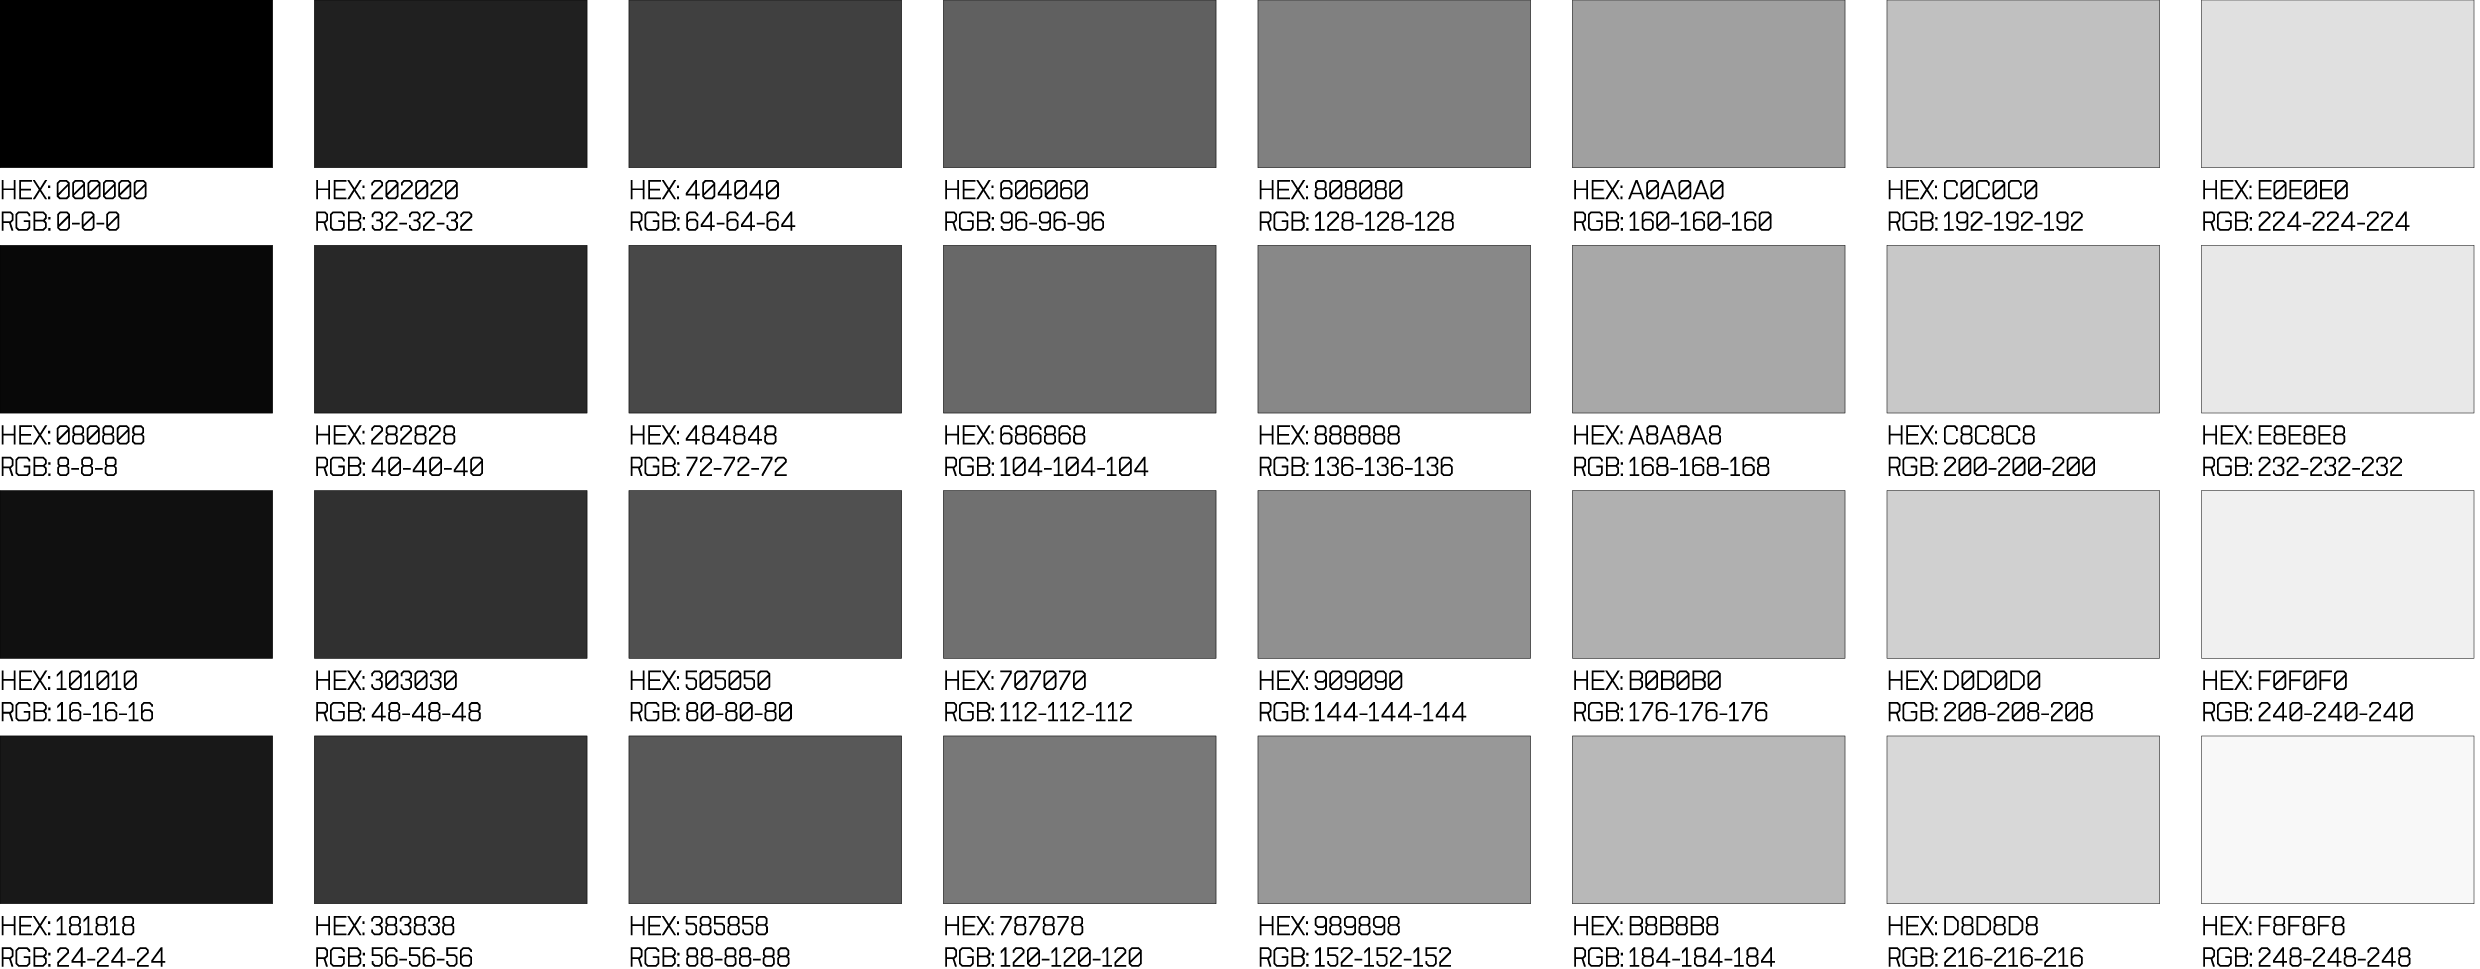 HEX: 000000
RGB: 0-0-0
HEX: 202020
RGB: 32-32-32
HEX: 404040
RGB: 64-64-64
HEX: 606060
RGB: 96-96-96
HEX: 808080
RGB: 128-128-128
HEX: A0A0A0
RGB: 160-160-160
HEX: C0C0C0
RGB: 192-192-192
HEX: E0E0E0
RGB: 224-224-224
HEX: 080808
RGB: 8-8-8
HEX: 282828
RGB: 40-40-40
HEX: 484848
RGB: 72-72-72
HEX: 686868
RGB: 104-104-104
HEX: 888888
RGB: 136-136-136
HEX: A8A8A8
RGB: 168-168-168
HEX: C8C8C8
RGB: 200-200-200
HEX: E8E8E8
RGB: 232-232-232
HEX: 101010
RGB: 16-16-16
HEX: 303030
RGB: 48-48-48
HEX: 505050
RGB: 80-80-80
HEX: 707070
RGB: 112-112-112
HEX: 909090
RGB: 144-144-144
HEX: B0B0B0
RGB: 176-176-176
HEX: D0D0D0
RGB: 208-208-208
HEX: F0F0F0
RGB: 240-240-240
HEX: 181818
RGB: 24-24-24
HEX: 383838
RGB: 56-56-56
HEX: 585858
RGB: 88-88-88
HEX: 787878
RGB: 120-120-120
HEX: 989898
RGB: 152-152-152
HEX: B8B8B8
RGB: 184-184-184
HEX: D8D8D8
RGB: 216-216-216
HEX: F8F8F8
RGB: 248-248-248